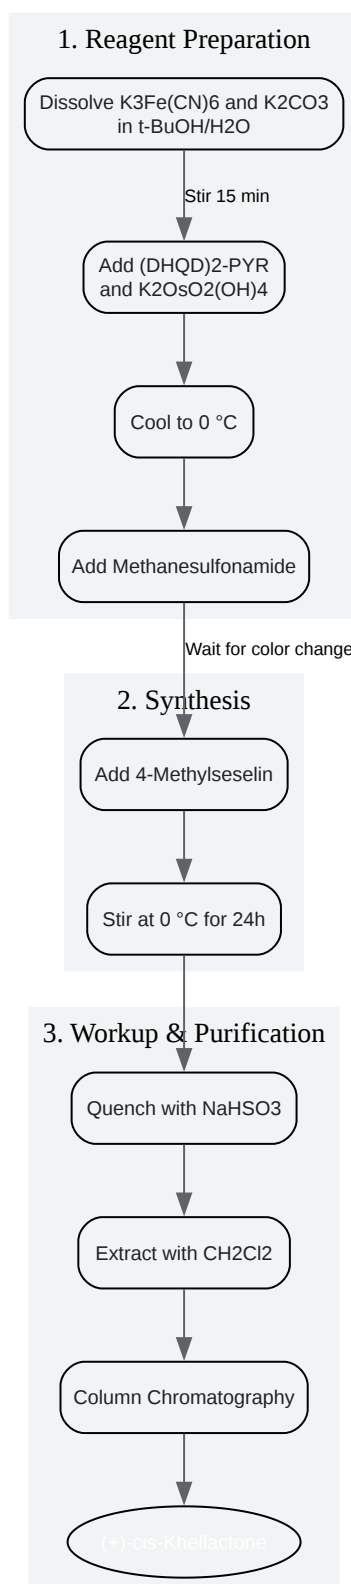 1. Reagent Preparation
Dissolve K3Fe(CN)6 and K2CO3
in t-BuOH/H2O
Stir 15 min
Add (DHQD)2-PYR
and K2OsO2(OH)4
Cool to 0 °C
Add Methanesulfonamide
Wait for color change
2. Synthesis
Add 4-Methylseselin
Stir at 0 °C for 24h
3. Workup & Purification
Quench with NaHSO3
Extract with CH2Cl2
Column Chromatography
(+)-cis-Khellactone